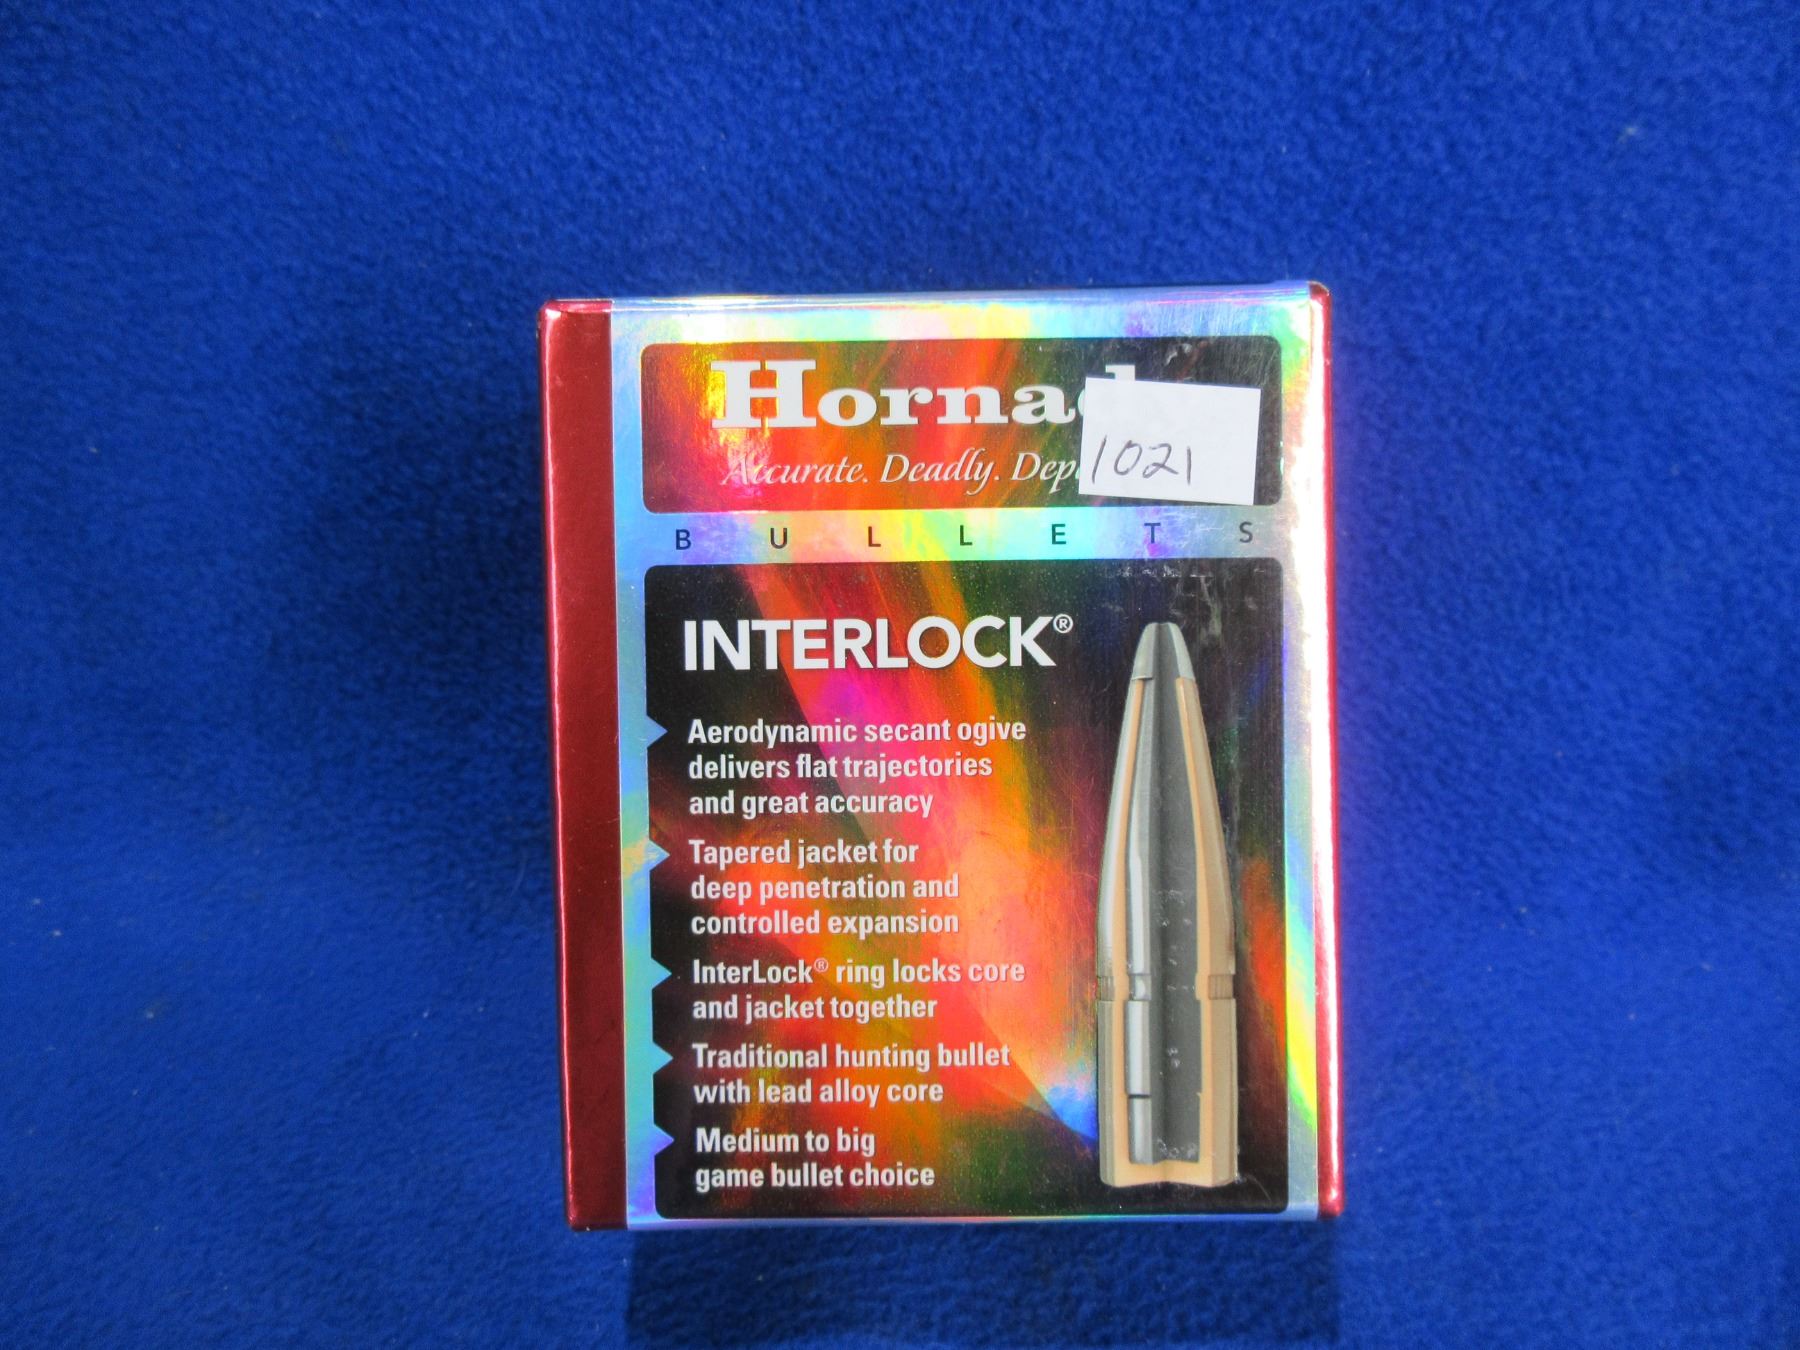 Hornad
Accurate. Deadly. Dep
1021
BULLETS
INTERLOCK®
Aerodynamic secant ogive
delivers flat trajectories
and great accuracy
Tapered jacket for
deep penetration and
controlled expansion
InterLock® ring locks core
and jacket together
Traditional hunting bullet
with lead alloy core
Medium to big
game bullet choice